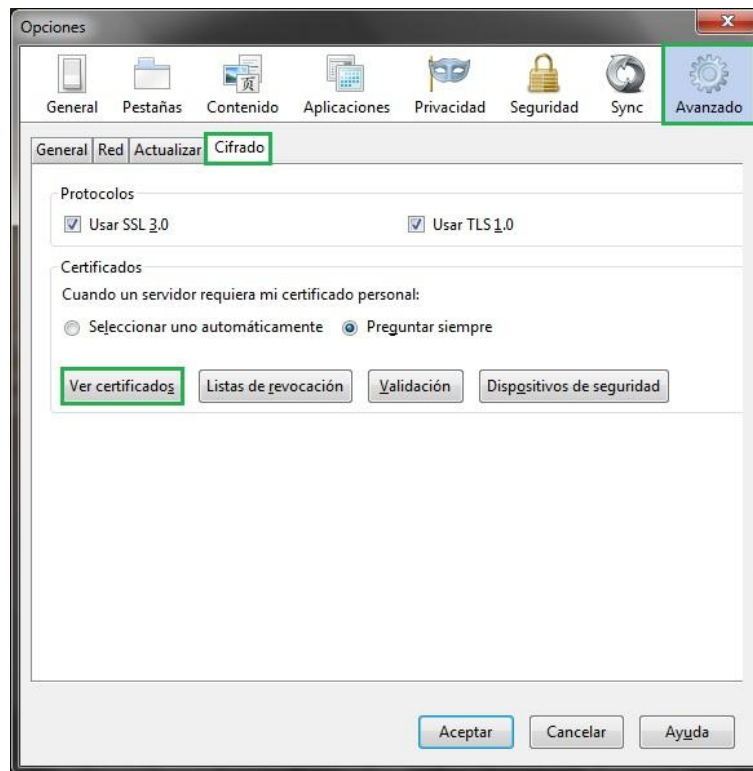 Opciones
General Pestañas Contenido Aplicaciones Privacidad Seguridad Sync Avanzado
General Red Actualizar Cifrado
Protocolos
Usar SSL 3.0 Usar TLS 1.0
Certificados
Cuando un servidor requiera mi certificado personal:
Seleccionar uno automáticamente Preguntar siempre
Ver certificados Listas de revocación Validación Dispositivos de seguridad
Aceptar Cancelar Ayuda